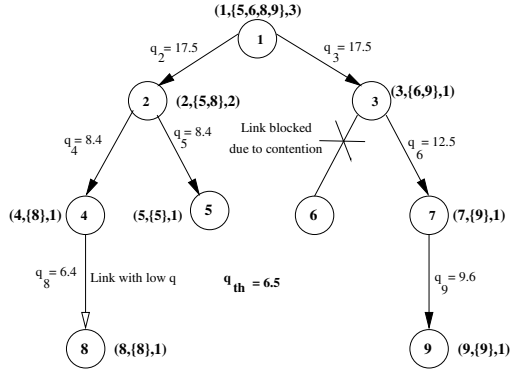 (1,{5,6,8,9},3)
1
q2 = 17.5
q3 = 17.5
2
(2,{5,8},2)
3
(3,{6,9},1)
Link blocked
due to contention
q4 = 8.4
q5 = 8.4
q6 = 12.5
(4,{8},1)
4
(5,{5},1)
5
6
7
(7,{9},1)
q8 = 6.4
Link with low q
qth = 6.5
q9 = 9.6
8
(8,{8},1)
9
(9,{9},1)